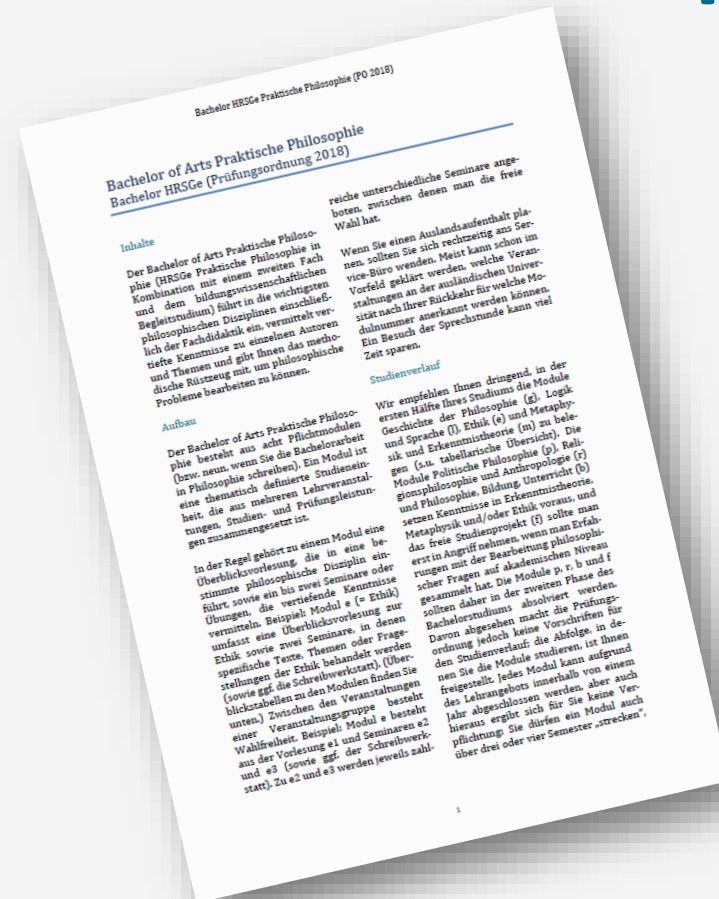 Bachelor HRSGe Praktische Philosophie (PO 2018)
Bachelor of Arts Praktische Philosophie
Bachelor HRSGe (Prüfungsordnung 2018)
Inhalte
Der Bachelor of Arts Praktische Philoso-
phie (HRSGe Praktische Philosophie in
Kombination mit einem zweiten Fach
und dem bildungswissenschaftlichen
Begleitstudium) führt in die wichtigsten
philosophischen Disziplinen einschließ-
lich der Fachdidaktik ein, vermittelt ver-
tiefte Kenntnisse zu einzelnen Autoren
und Themen und gibt Ihnen das metho-
dische Rüstzeug mit, um philosophische
Probleme bearbeiten zu können.
Aufbau
Der Bachelor of Arts Praktische Philoso-
phie besteht aus acht Pflichtmodulen
(bzw. neun, wenn Sie die Bachelorarbeit
in Philosophie schreiben). Ein Modul ist
eine thematisch definierte Studienein-
heit, die aus mehreren Lehrveranstal-
tungen, Studien- und Prüfungsleistun-
gen zusammengesetzt ist.
In der Regel gehört zu einem Modul eine
Überblicksvorlesung, die in eine be-
stimmte philosophische Disziplin ein-
führt, sowie ein bis zwei Seminare oder
Übungen, die vertiefende Kenntnisse
vermitteln. Beispiel: Modul e (= Ethik)
umfasst eine Überblicksvorlesung zur
Ethik sowie zwei Seminare, in denen
spezifische Texte, Themen oder Frage-
stellungen der Ethik behandelt werden
(sowie ggf. die Schreibwerkstatt). (Über-
blickstabellen zu den Modulen finden Sie
unten.) Zwischen den Veranstaltungen
einer Veranstaltungsgruppe besteht
Wahlfreiheit. Beispiel: Modul e besteht
aus der Vorlesung e1 und Seminaren e2
und e3 (sowie ggf. der Schreibwerk-
statt). Zu e2 und e3 werden jeweils zahl-
reiche unterschiedliche Seminare ange-
boten, zwischen denen man die freie
Wahl hat.
Wenn Sie einen Auslandsaufenthalt pla-
nen, sollten Sie sich rechtzeitig ans Ser-
vice-Büro wenden. Meist kann schon im
Vorfeld geklärt werden, welche Veran-
staltungen an der ausländischen Univer-
sität nach Ihrer Rückkehr für welche Mo-
dulnummer anerkannt werden können.
Ein Besuch der Sprechstunde kann viel
Zeit sparen.
Studienverlauf
Wir empfehlen Ihnen dringend, in der
ersten Hälfte Ihres Studiums die Module
Geschichte der Philosophie (g), Logik
und Sprache (l), Ethik (e) und Metaphy-
sik und Erkenntnistheorie (m) zu bele-
gen (s.u. tabellarische Übersicht). Die
Module Politische Philosophie (p), Reli-
gionsphilosophie und Anthropologie (r)
und Philosophie, Bildung, Unterricht (b)
setzen Kenntnisse in Erkenntnistheorie,
Metaphysik und/oder Ethik voraus, und
das freie Studienprojekt (f) sollte man
erst in Angriff nehmen, wenn man Erfah-
rungen mit der Bearbeitung philosophi-
scher Fragen auf akademischen Niveau
gesammelt hat. Die Module p, r, b und f
sollten daher in der zweiten Phase des
Bachelorstudiums absolviert werden.
Davon abgesehen macht die Prüfungs-
ordnung jedoch keine Vorschriften für
den Studienverlauf; die Abfolge, in de-
nen Sie die Module studieren, ist Ihnen
freigestellt. Jedes Modul kann aufgrund
des Lehrangebots innerhalb von einem
Jahr abgeschlossen werden, aber auch
hieraus ergibt sich für Sie keine Ver-
pflichtung: Sie dürfen ein Modul auch
über drei oder vier Semester „strecken“,
1